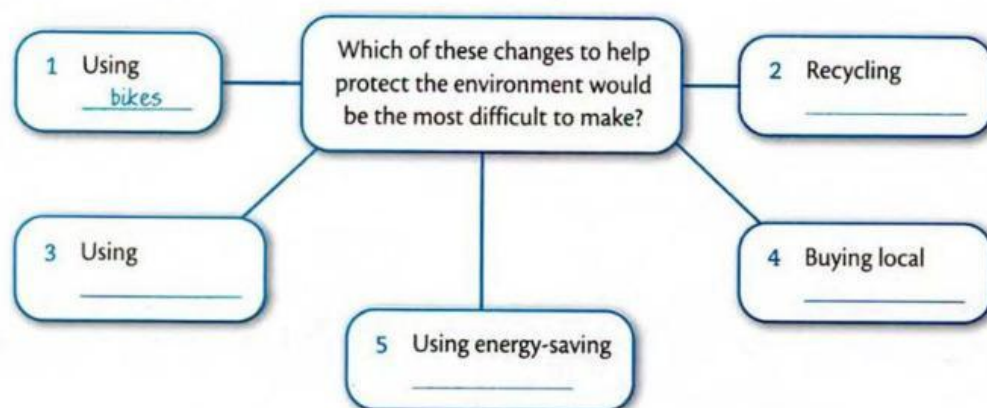 Which of these changes to help
protect the environment would
be the most difficult to make?
1 Using
bikes
2 Recycling
3 Using
4 Buying local
5 Using energy-saving